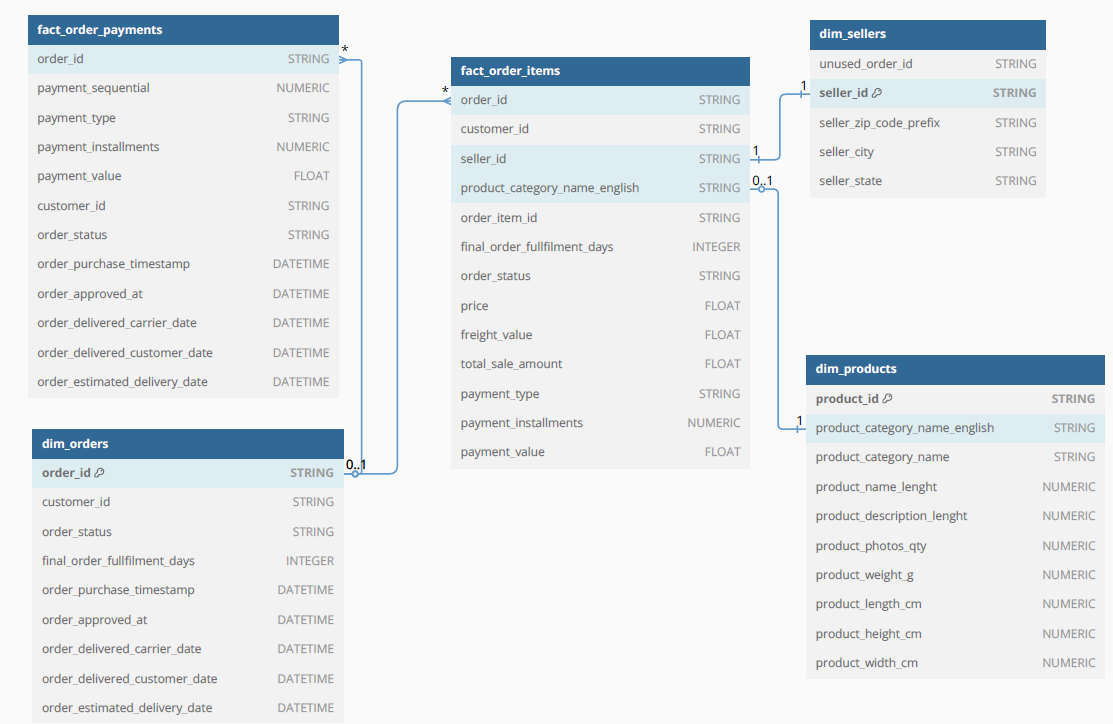 fact_order_payments
order_id STRING
payment_sequential NUMERIC
payment_type STRING
payment_installments NUMERIC
payment_value FLOAT
customer_id STRING
order_status STRING
order_purchase_timestamp DATETIME
order_approved_at DATETIME
order_delivered_carrier_date DATETIME
order_delivered_customer_date DATETIME
order_estimated_delivery_date DATETIME
*
dim_orders
order_id STRING
customer_id STRING
order_status STRING
final_order_fullfilment_days INTEGER
order_purchase_timestamp DATETIME
order_approved_at DATETIME
order_delivered_carrier_date DATETIME
order_delivered_customer_date DATETIME
order_estimated_delivery_date DATETIME
0..1
*
fact_order_items
order_id STRING
customer_id STRING
seller_id STRING
product_category_name_english STRING
order_item_id STRING
final_order_fullfilment_days INTEGER
order_status STRING
price FLOAT
freight_value FLOAT
total_sale_amount FLOAT
payment_type STRING
payment_installments NUMERIC
payment_value FLOAT
1
0..1
1
dim_sellers
unused_order_id STRING
seller_id STRING
seller_zip_code_prefix STRING
seller_city STRING
seller_state STRING
1
dim_products
product_id STRING
product_category_name_english STRING
product_category_name STRING
product_name_lenght NUMERIC
product_description_lenght NUMERIC
product_photos_qty NUMERIC
product_weight_g NUMERIC
product_length_cm NUMERIC
product_height_cm NUMERIC
product_width_cm NUMERIC